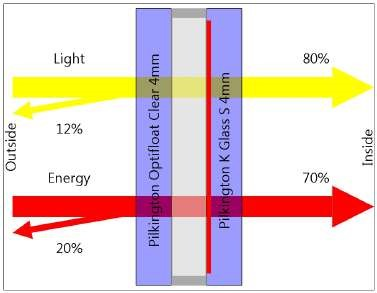 Light
80%
12%
Outside
Pilkington Optifloat Clear 4mm
Pilkington K Glass S 4mm
Inside
Energy
70%
20%